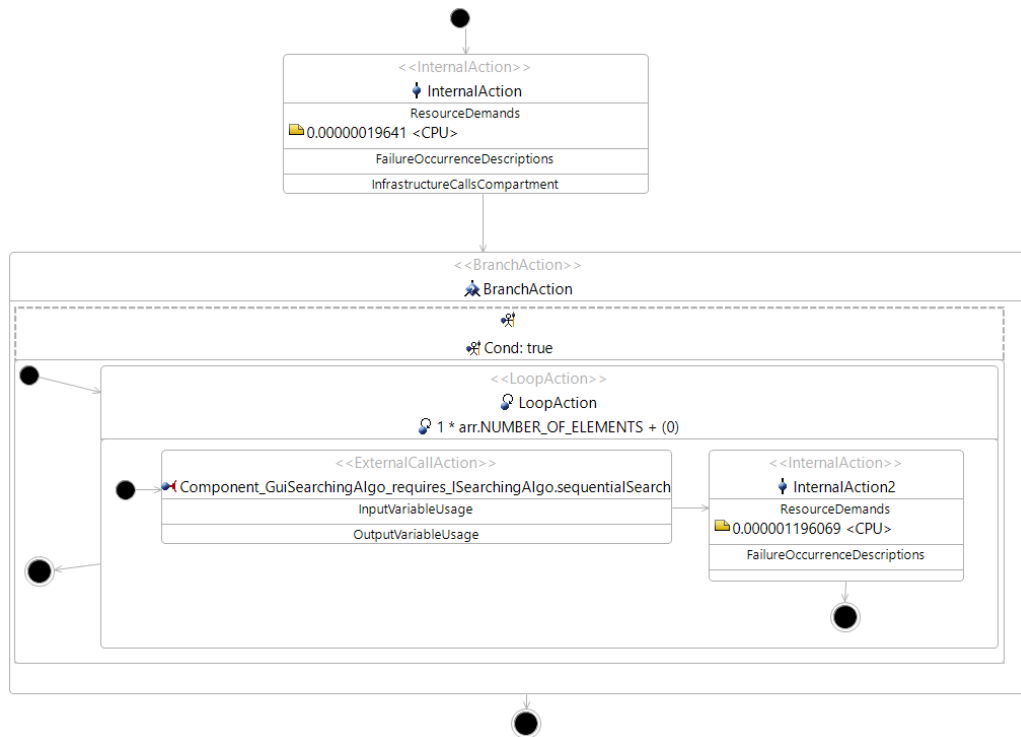 <<InternalAction>>
InternalAction
ResourceDemands
0.00000019641 <CPU>
FailureOccurrenceDescriptions
InfrastructureCallsCompartment
<<BranchAction>>
BranchAction
Cond: true
<<LoopAction>>
LoopAction
1 * arr.NUMBER_OF_ELEMENTS + (0)
<<ExternalCallAction>>
Component_GuiSearchingAlgo_requires_ISearchingAlgo.sequentialSearch
InputVariableUsage
OutputVariableUsage
<<InternalAction>>
InternalAction2
ResourceDemands
0.000001196069 <CPU>
FailureOccurrenceDescriptions